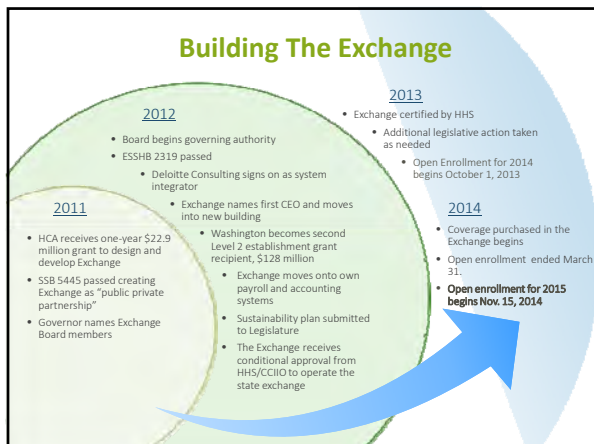 Building The Exchange
2011
• HCA receives one-year $22.9
million grant to design and
develop Exchange
• SSB 5445 passed creating
Exchange as “public private
partnership”
• Governor names Exchange
Board members
2012
• Board begins governing authority
• ESSHB 2319 passed
• Deloitte Consulting signs on as system
integrator
• Exchange names first CEO and moves
into new building
• Washington becomes second
Level 2 establishment grant
recipient, $128 million
• Exchange moves onto own
payroll and accounting
systems
• Sustainability plan submitted
to Legislature
• The Exchange receives
conditional approval from
HHS/CCIIO to operate the
state exchange
2013
• Exchange certified by HHS
• Additional legislative action taken
as needed
• Open Enrollment for 2014
begins October 1, 2013
2014
• Coverage purchased in the
Exchange begins
• Open enrollment ended March
31.
• Open enrollment for 2015
begins Nov. 15, 2014